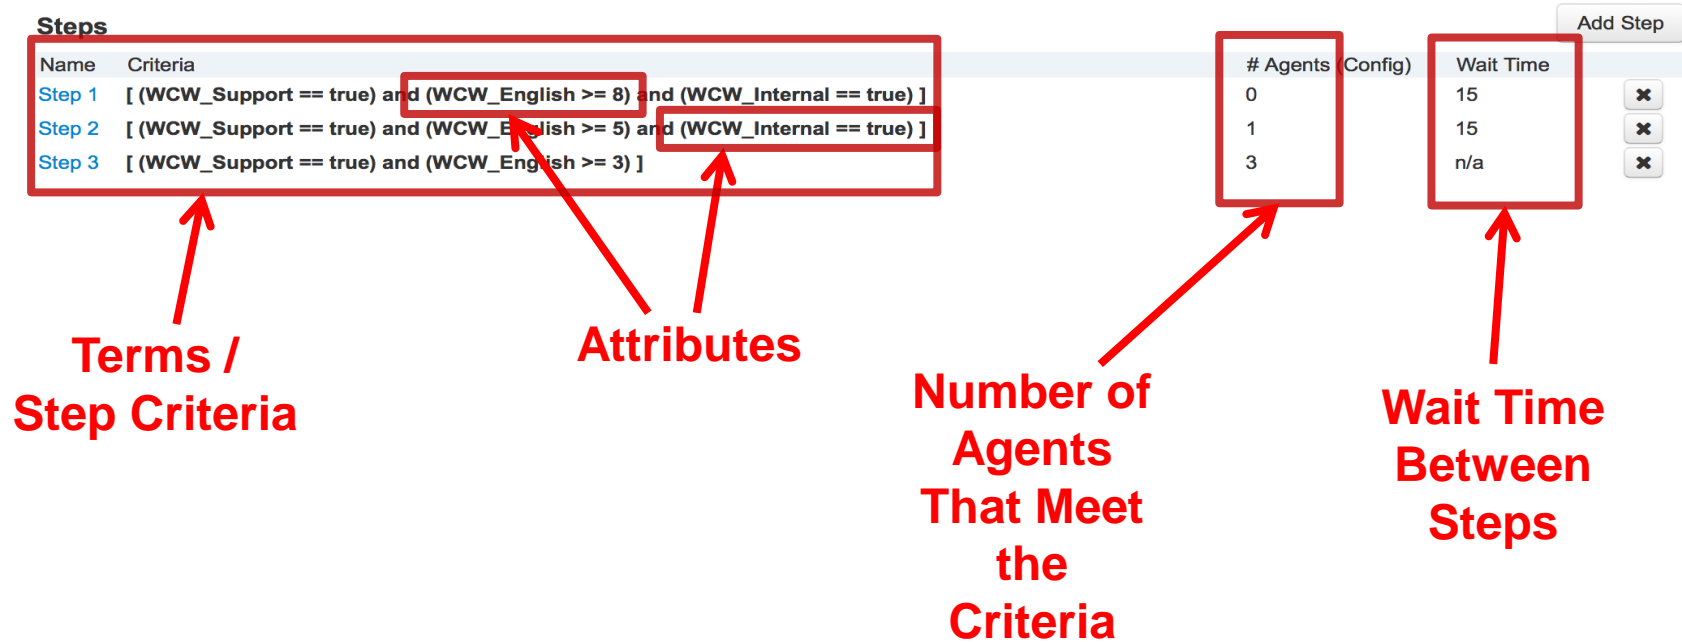 Steps
Add Step
Name Criteria # Agents (Config) Wait Time
Step 1 [ (WCW_Support == true) and (WCW_English >= 8) and (WCW_Internal == true) ] 0 15
Step 2 [ (WCW_Support == true) and (WCW_English >= 5) and (WCW_Internal == true) ] 1 15
Step 3 [ (WCW_Support == true) and (WCW_English >= 3) ] 3 n/a
Terms /
Step Criteria
Attributes
Number of
Agents
That Meet
the
Criteria
Wait Time
Between
Steps